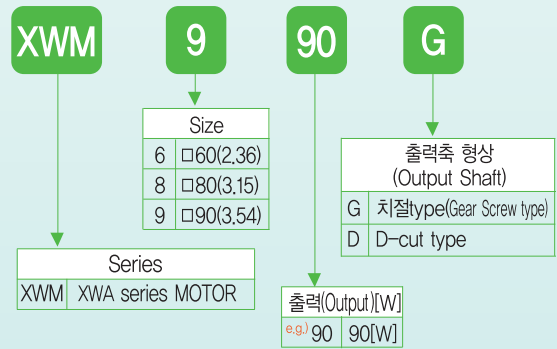 XWM 9 90 G
Size
6 □60(2.36)
8 □80(3.15)
9 □90(3.54)
출력축 형상
(Output Shaft)
G 치절type(Gear Screw type)
D D-cut type
Series
XWM XWA series MOTOR
출력(Output)[W]
e.g.) 90 90[W]